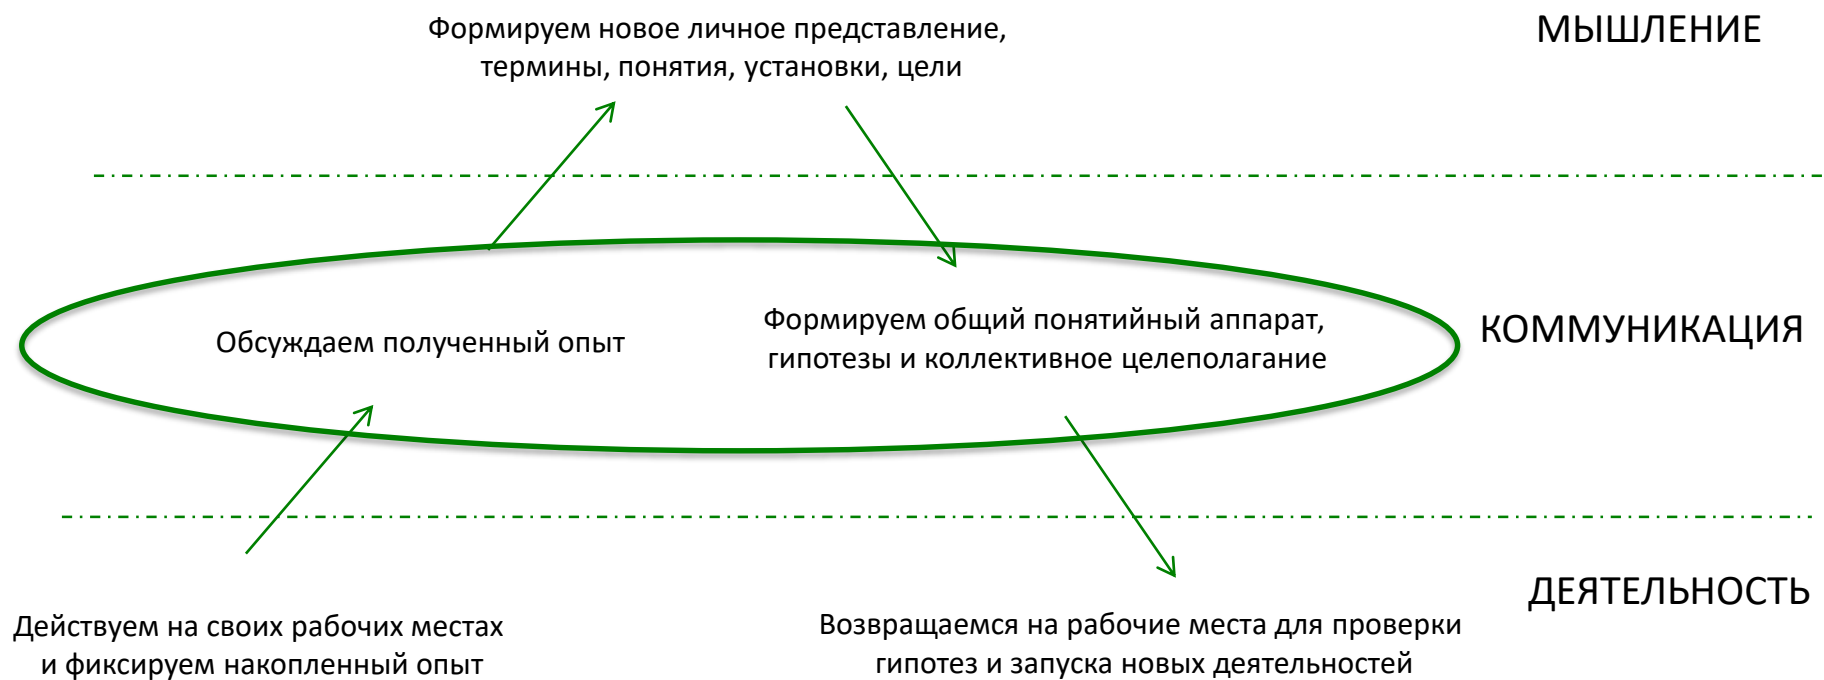 Формируем новое личное представление,
термины, понятия, установки, цели
МЫШЛЕНИЕ
Обсуждаем полученный опыт
Формируем общий понятийный аппарат,
гипотезы и коллективное целеполагание
КОММУНИКАЦИЯ
Действуем на своих рабочих местах
и фиксируем накопленный опыт
Возвращаемся на рабочие места для проверки
гипотез и запуска новых деятельностей
ДЕЯТЕЛЬНОСТЬ